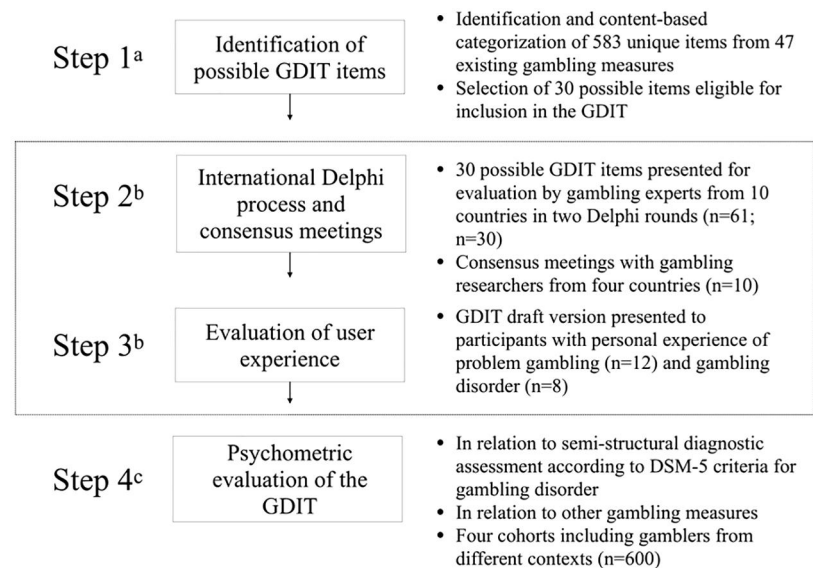 Step 1a
Identification of
possible GDIT items
• Identification and content-based
categorization of 583 unique items from 47
existing gambling measures
• Selection of 30 possible items eligible for
inclusion in the GDIT
Step 2b
International Delphi
process and
consensus meetings
• 30 possible GDIT items presented for
evaluation by gambling experts from 10
countries in two Delphi rounds (n=61;
n=30)
• Consensus meetings with gambling
researchers from four countries (n=10)
Step 3b
Evaluation of user
experience
• GDIT draft version presented to
participants with personal experience of
problem gambling (n=12) and gambling
disorder (n=8)
Step 4c
Psychometric
evaluation of the
GDIT
• In relation to semi-structural diagnostic
assessment according to DSM-5 criteria for
gambling disorder
• In relation to other gambling measures
• Four cohorts including gamblers from
different contexts (n=600)